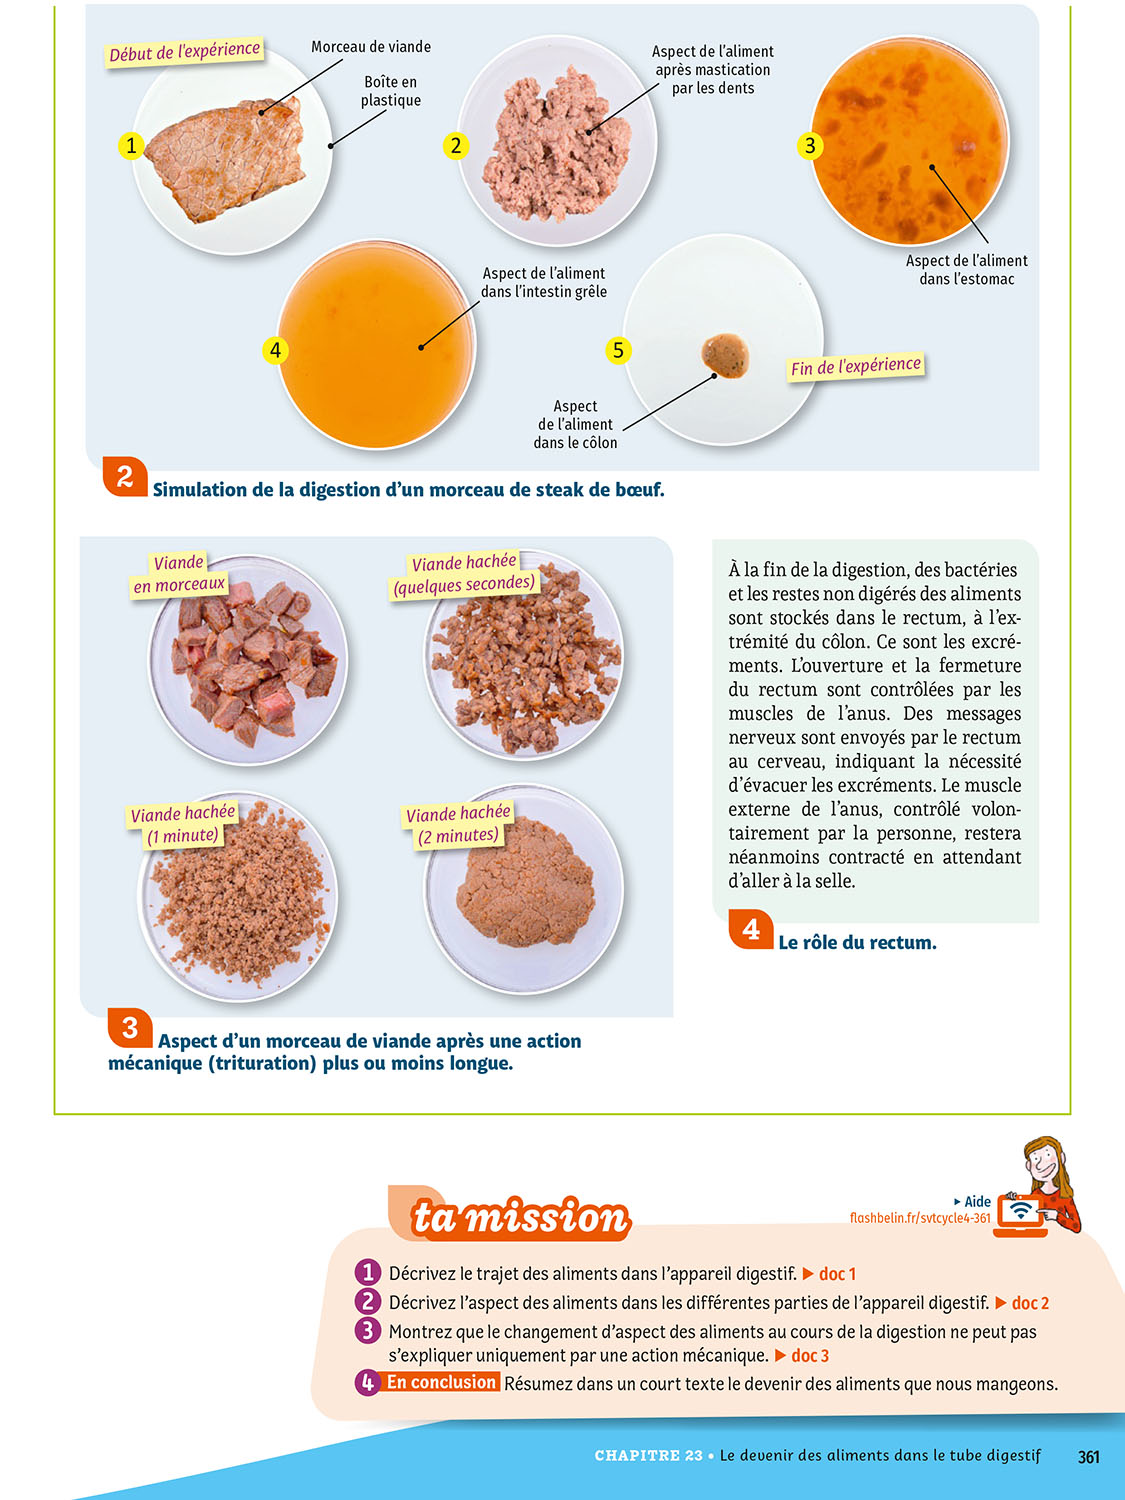 Début de l'expérience
Morceau de viande
Boîte en
plastique
1
2
Aspect de l'aliment
après mastication
par les dents
3
Aspect de l'aliment
dans l'estomac
4
Aspect de l'aliment
dans l'intestin grêle
5
Aspect
de l'aliment
dans le côlon
Fin de l'expérience
2 Simulation de la digestion d'un morceau de steak de bœuf.
Viande
en morceaux
Viande hachée
(quelques secondes)
Viande hachée
(1 minute)
Viande hachée
(2 minutes)
3 Aspect d'un morceau de viande après une action
mécanique (trituration) plus ou moins longue.
À la fin de la digestion, des bactéries
et les restes non digérés des aliments
sont stockés dans le rectum, à l'ex-
trémité du côlon. Ce sont les excré-
ments. L'ouverture et la fermeture
du rectum sont contrôlées par les
muscles de l'anus. Des messages
nerveux sont envoyés par le rectum
au cerveau, indiquant la nécessité
d'évacuer les excréments. Le muscle
externe de l'anus, contrôlé volon-
tairement par la personne, restera
néanmoins contracté en attendant
d'aller à la selle.
4 Le rôle du rectum.
ta mission
▶ Aide
flashbelin.fr/svtcycle4-361
1 Décrivez le trajet des aliments dans l'appareil digestif. ▶ doc 1
2 Décrivez l'aspect des aliments dans les différentes parties de l'appareil digestif. ▶ doc 2
3 Montrez que le changement d'aspect des aliments au cours de la digestion ne peut pas
s'expliquer uniquement par une action mécanique. ▶ doc 3
4 En conclusion Résumez dans un court texte le devenir des aliments que nous mangeons.
CHAPITRE 23 • Le devenir des aliments dans le tube digestif 361